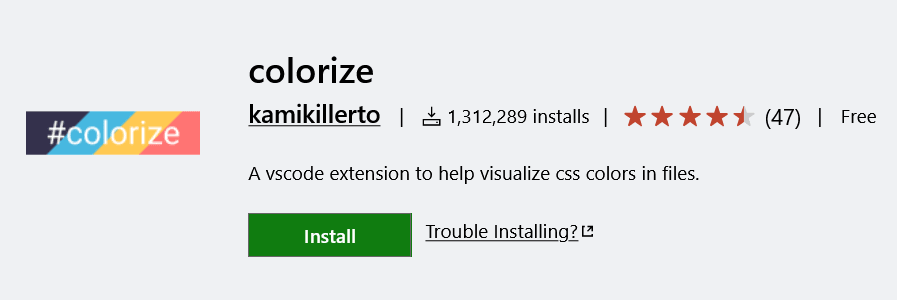 colorize
#colorize
kamikillerto | 1,312,289 installs | (47) | Free
A vscode extension to help visualize css colors in files.
Install Trouble Installing?